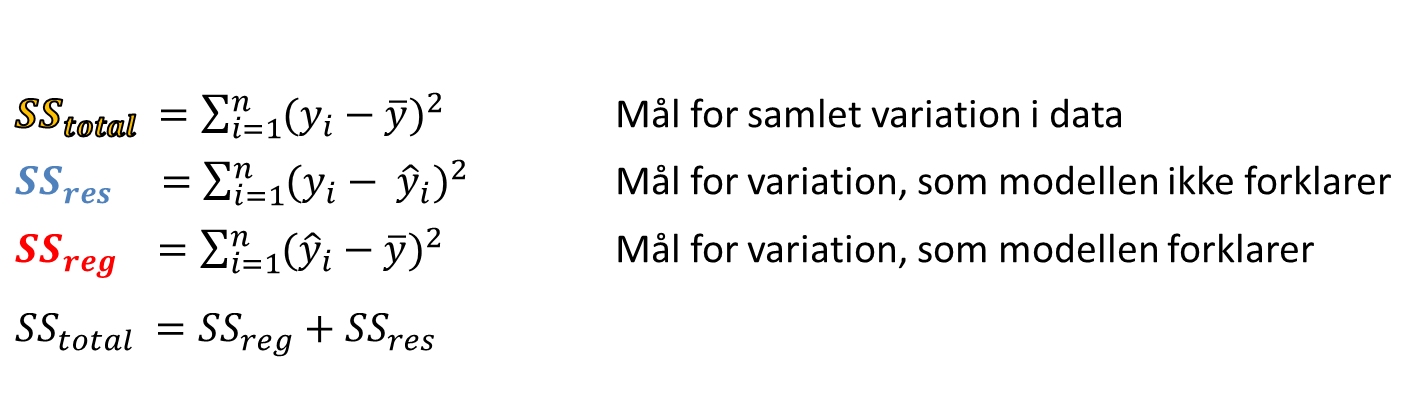 SS_total = ∑_{i=1}^{n}(y_i − ȳ)² Mål for samlet variation i data
SS_res = ∑_{i=1}^{n}(y_i − ŷ_i)² Mål for variation, som modellen ikke forklarer
SS_reg = ∑_{i=1}^{n}(ŷ_i − ȳ)² Mål for variation, som modellen forklarer
SS_total = SS_reg + SS_res